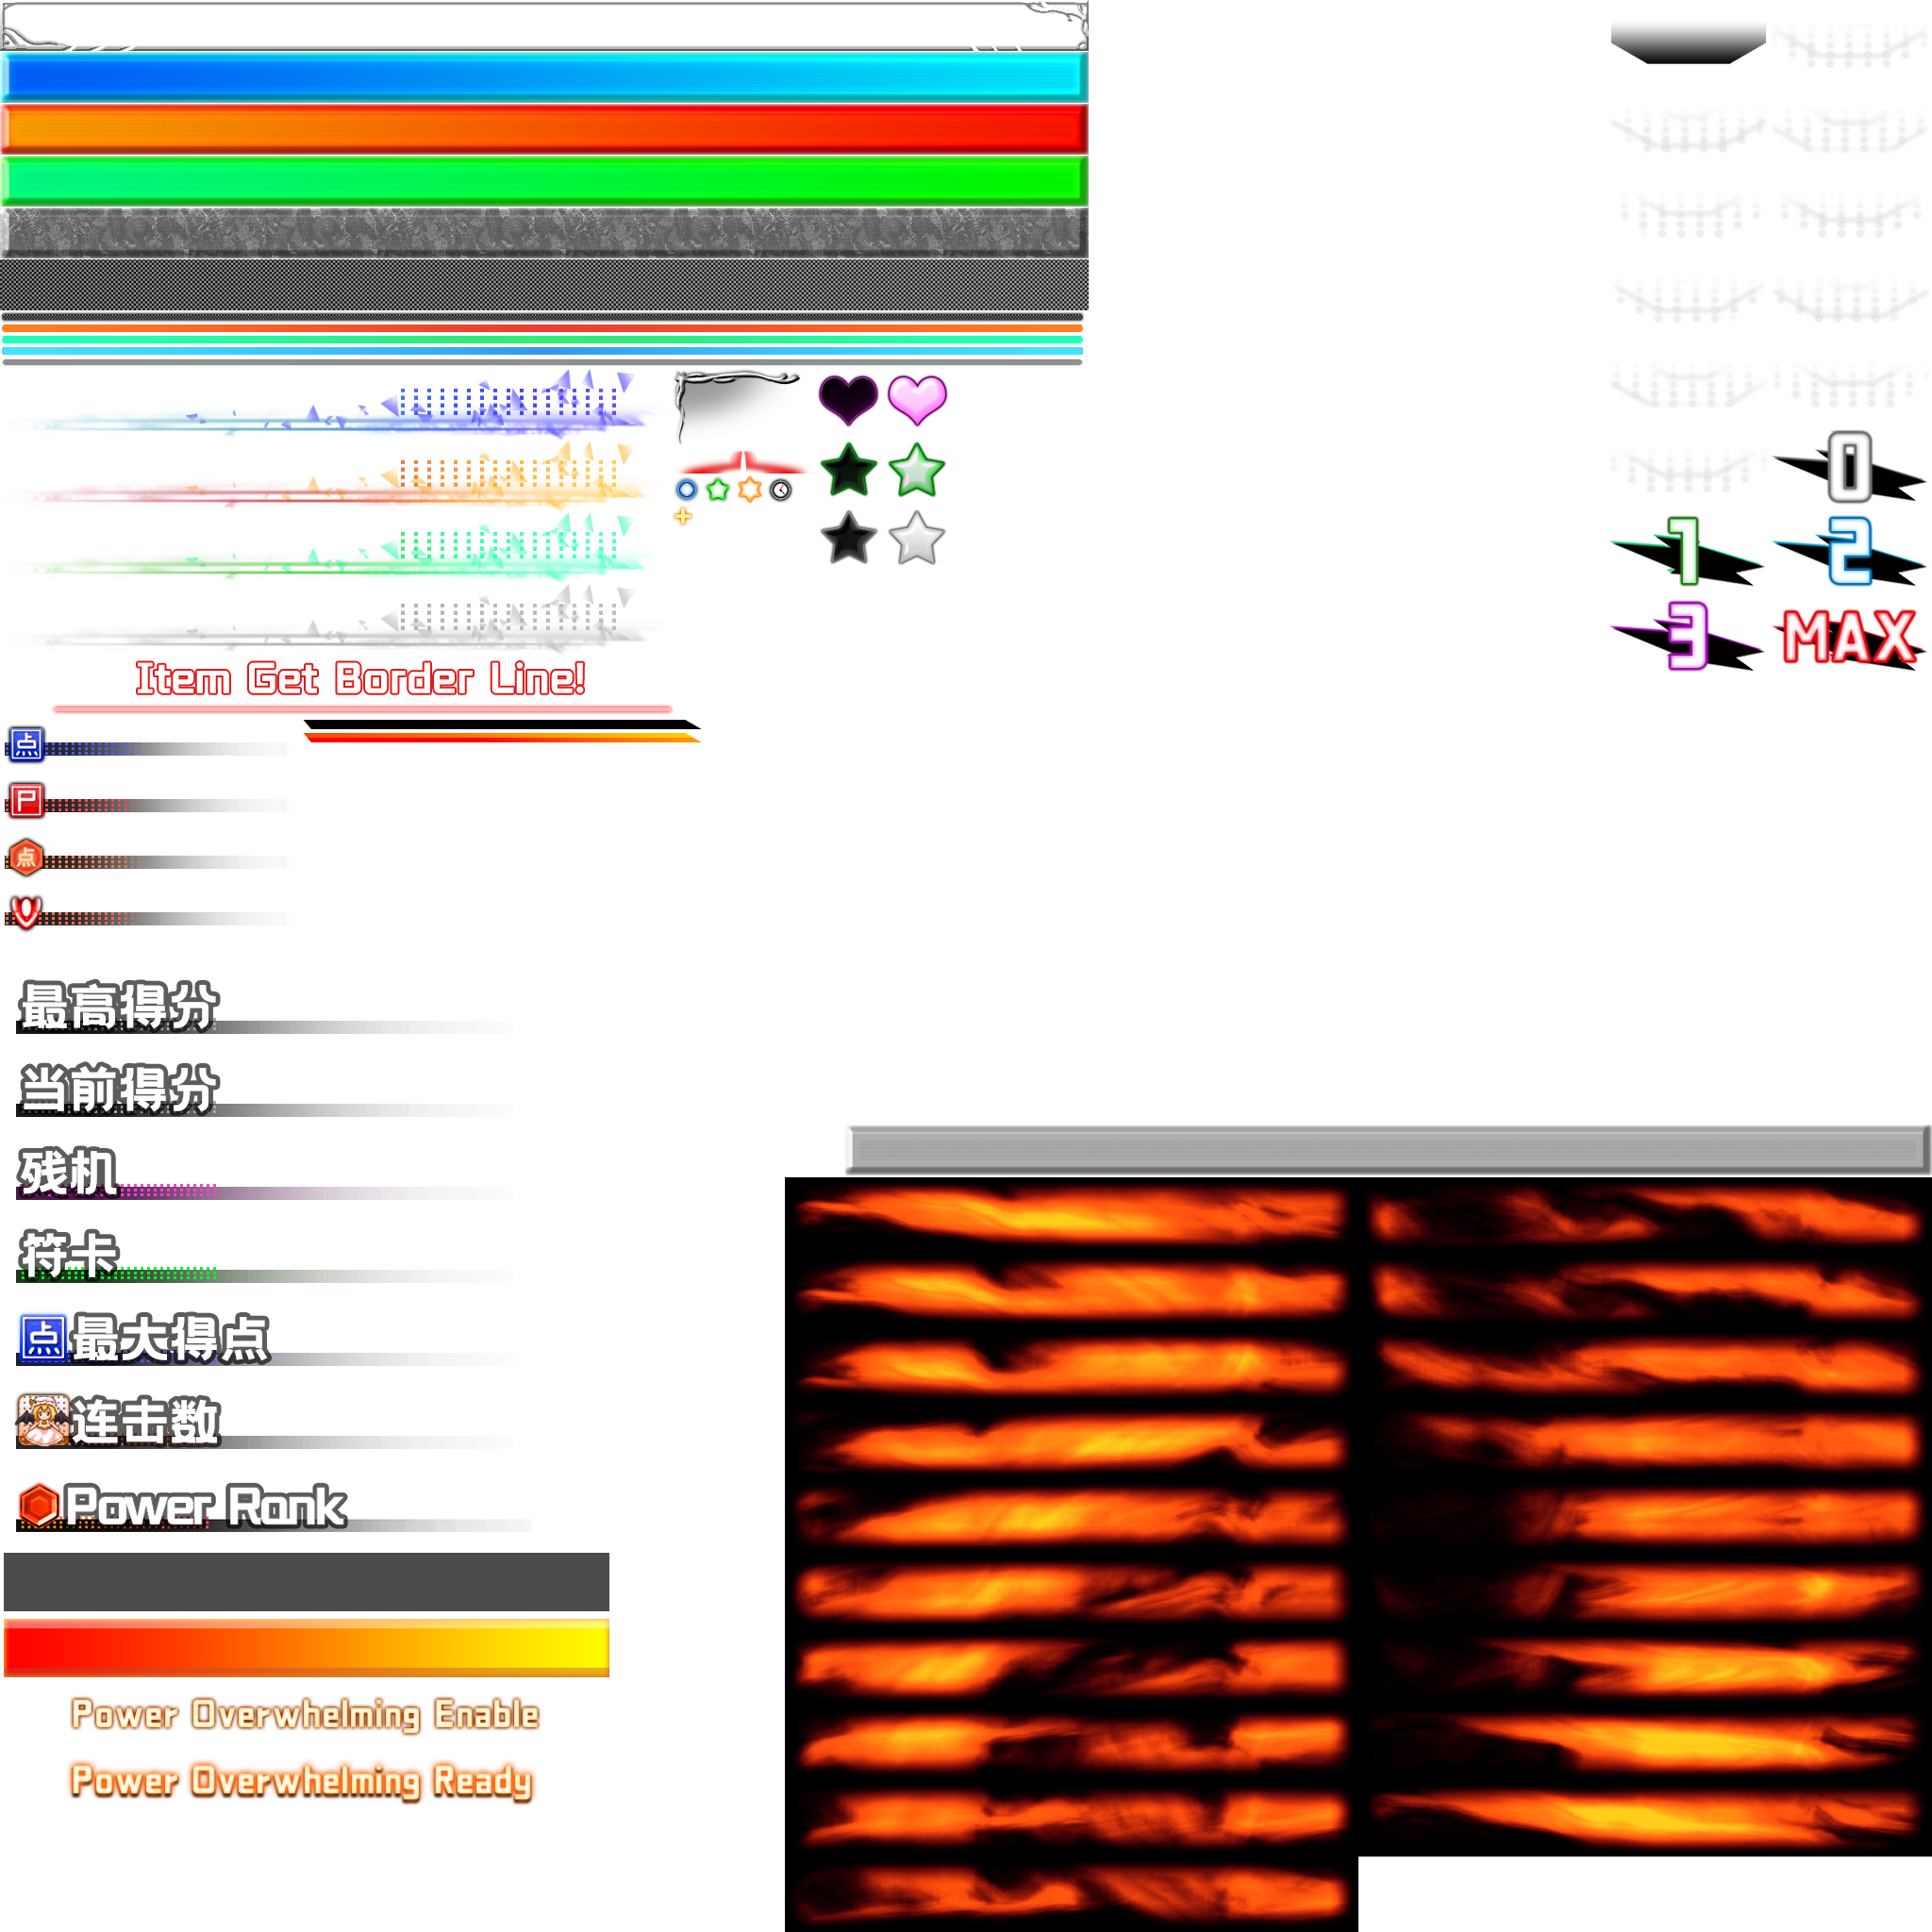 0
1
2
3
MAX
Item Get Border Line!
点
P
点
最高得分
当前得分
残机
符卡
点最大得点
连击数
Power Rank
Power Overwhelming Enable
Power Overwhelming Ready